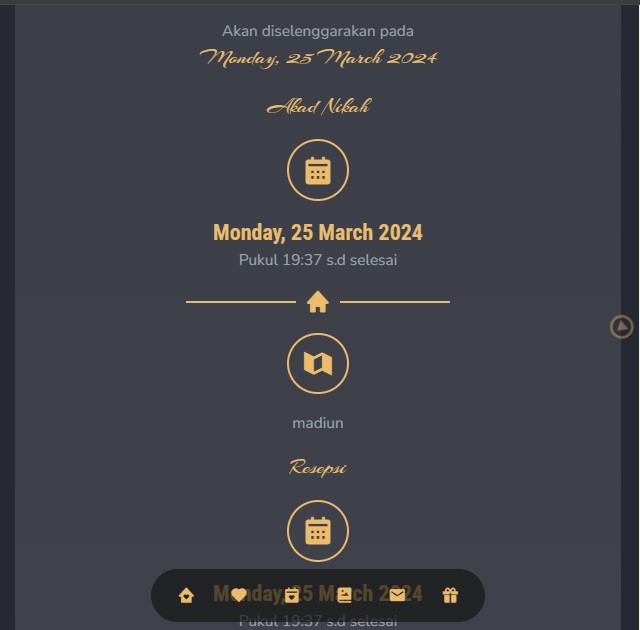 Akan diselenggarakan pada
Monday, 25 March 2024
Akad Nikah
Monday, 25 March 2024
Pukul 19:37 s.d selesai
madiun
Resepsi
Monday, 25 March 2024
Pukul 19:37 s.d selesai